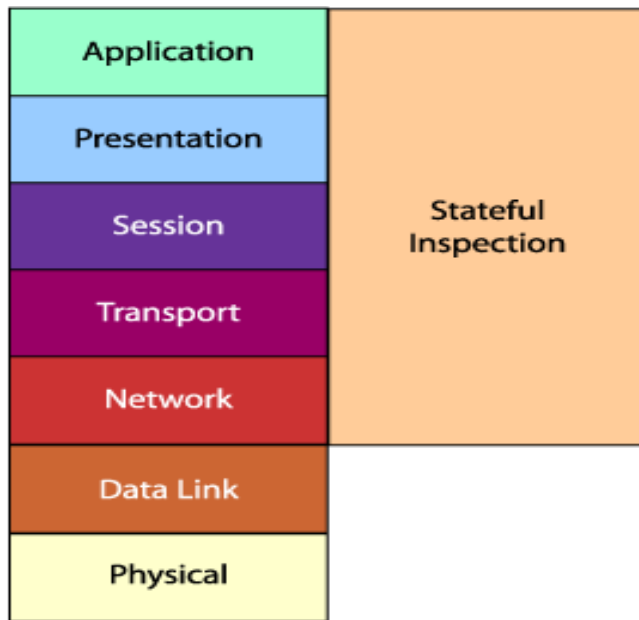 Application
Presentation
Session
Transport
Network
Data Link
Physical
Stateful
Inspection